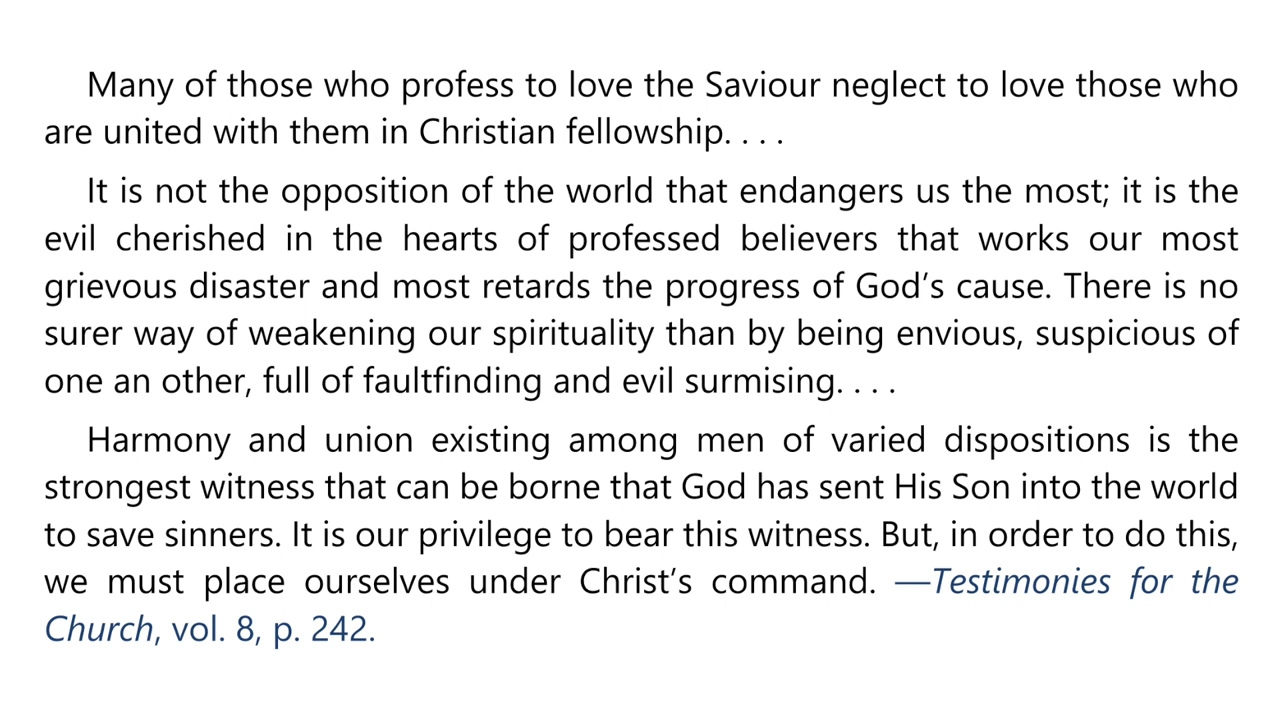 Many of those who profess to love the Saviour neglect to love those who
are united with them in Christian fellowship. . . .
It is not the opposition of the world that endangers us the most; it is the
evil cherished in the hearts of professed believers that works our most
grievous disaster and most retards the progress of God’s cause. There is no
surer way of weakening our spirituality than by being envious, suspicious of
one an other, full of faultfinding and evil surmising. . . .
Harmony and union existing among men of varied dispositions is the
strongest witness that can be borne that God has sent His Son into the world
to save sinners. It is our privilege to bear this witness. But, in order to do this,
we must place ourselves under Christ’s command. —Testimonies for the
Church, vol. 8, p. 242.